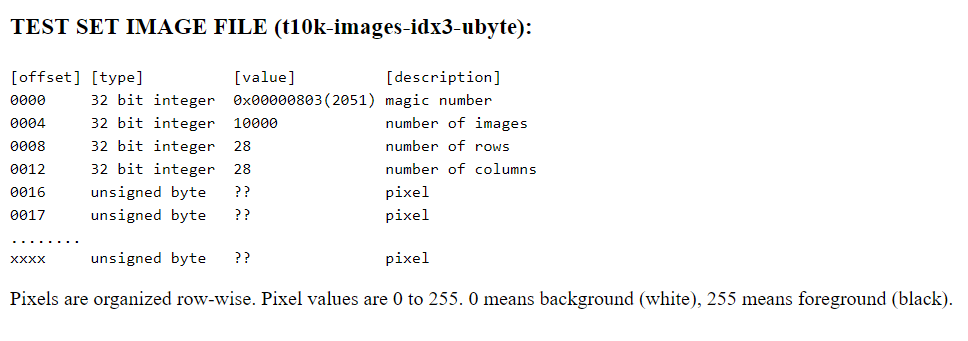 TEST SET IMAGE FILE (t10k-images-idx3-ubyte):
[offset] [type]          [value]          [description]
0000     32 bit integer  0x00000803(2051) magic number
0004     32 bit integer  10000            number of images
0008     32 bit integer  28               number of rows
0012     32 bit integer  28               number of columns
0016     unsigned byte   ??               pixel
0017     unsigned byte   ??               pixel
........
xxxx     unsigned byte   ??               pixel
Pixels are organized row-wise. Pixel values are 0 to 255. 0 means background (white), 255 means foreground (black).